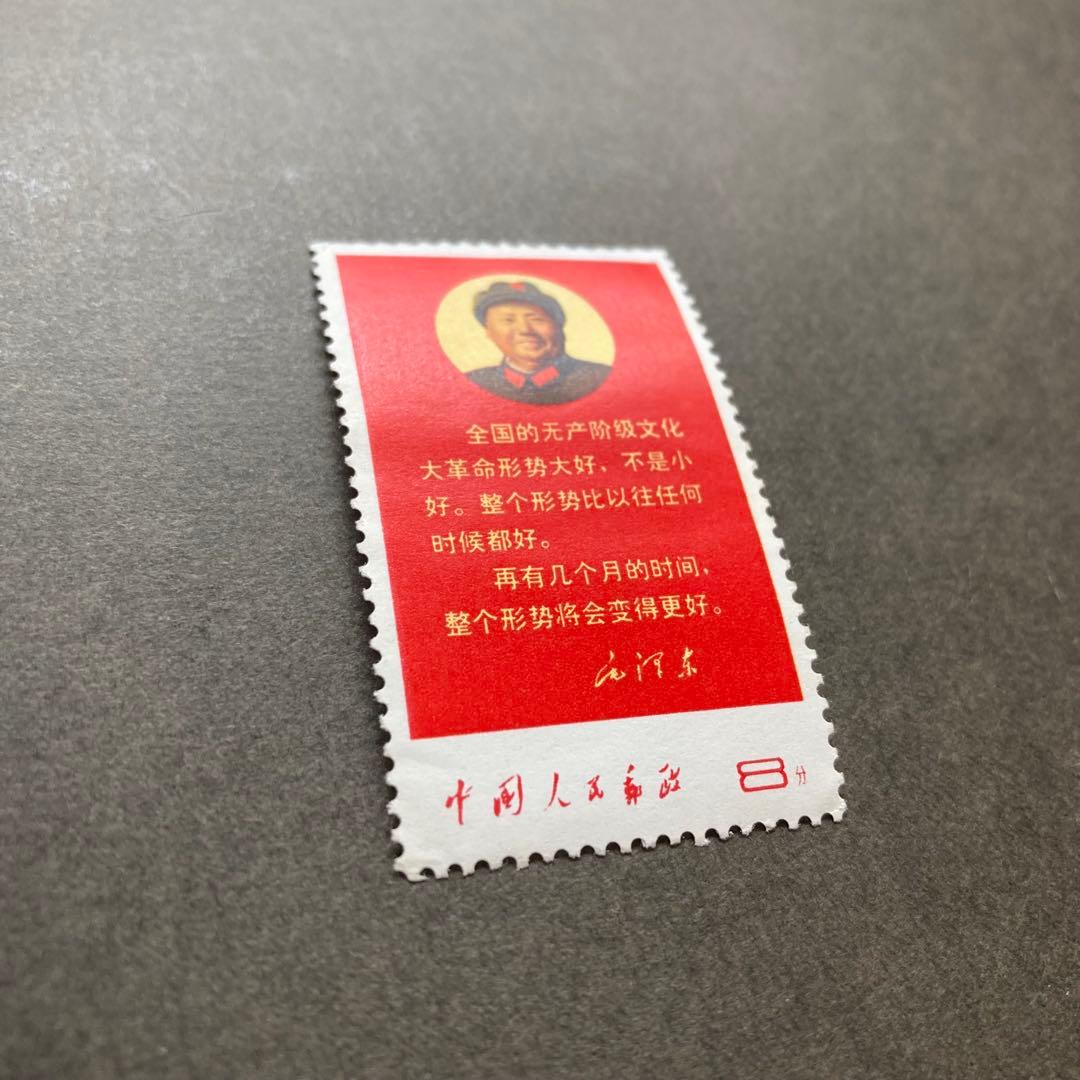 全国的无产阶级文化
大革命形势大好、不是小
好。整个形势比以往任何
时候都好。
再有几个月的时间，
整个形势将会变得更好。
毛泽东
中国人民邮政 8分